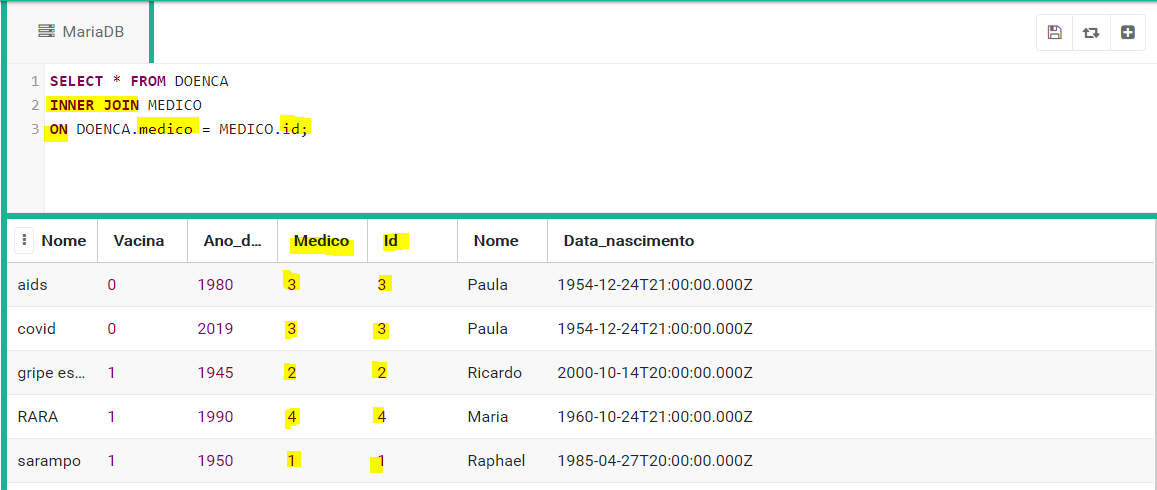 MariaDB
1 SELECT * FROM DOENCA
2 INNER JOIN MEDICO
3 ON DOENCA.medico = MEDICO.id;
Nome Vacina Ano_d... Medico Id Nome Data_nascimento
aids 0 1980 3 3 Paula 1954-12-24T21:00:00.000Z
covid 0 2019 3 3 Paula 1954-12-24T21:00:00.000Z
gripe es... 1 1945 2 2 Ricardo 2000-10-14T20:00:00.000Z
RARA 1 1990 4 4 Maria 1960-10-24T21:00:00.000Z
sarampo 1 1950 1 1 Raphael 1985-04-27T20:00:00.000Z